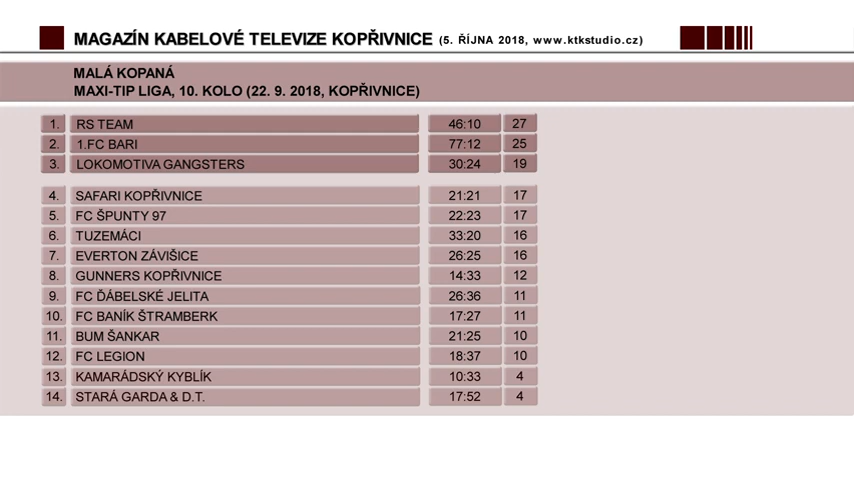 MAGAZÍN KABELOVÉ TELEVIZE KOPŘIVNICE (5. ŘÍJNA 2018, www.ktkstudio.cz)
MALÁ KOPANÁ
MAXI-TIP LIGA, 10. KOLO (22. 9. 2018, KOPŘIVNICE)
1. RS TEAM 46:10 27
2. 1.FC BARI 77:12 25
3. LOKOMOTIVA GANGSTERS 30:24 19
4. SAFARI KOPŘIVNICE 21:21 17
5. FC ŠPUNTY 97 22:23 17
6. TUZEMÁCI 33:20 16
7. EVERTON ZÁVIŠICE 26:25 16
8. GUNNERS KOPŘIVNICE 14:33 12
9. FC ĎÁBELSKÉ JELITA 26:36 11
10. FC BANÍK ŠTRAMBERK 17:27 11
11. BUM ŠANKAR 21:25 10
12. FC LEGION 18:37 10
13. KAMARÁDSKÝ KYBLÍK 10:33 4
14. STARÁ GARDA & D.T. 17:52 4